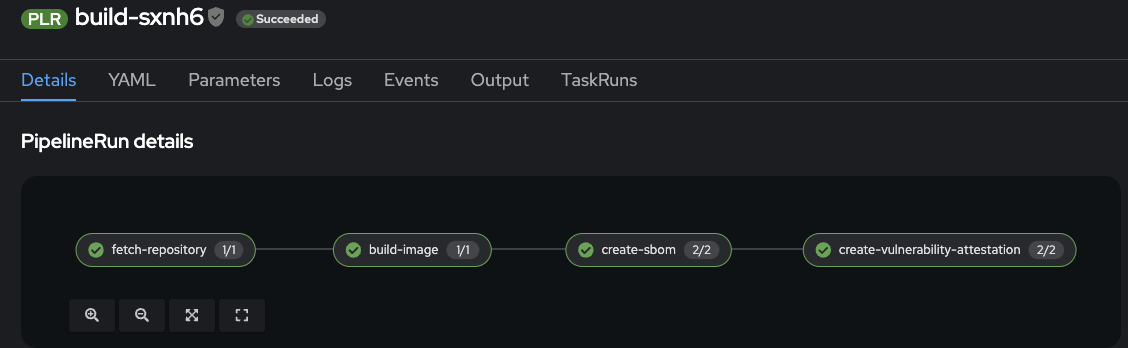 PLR build-sxnh6 Succeeded
Details YAML Parameters Logs Events Output TaskRuns
PipelineRun details
fetch-repository 1/1 build-image 1/1 create-sbom 2/2 create-vulnerability-attestation 2/2